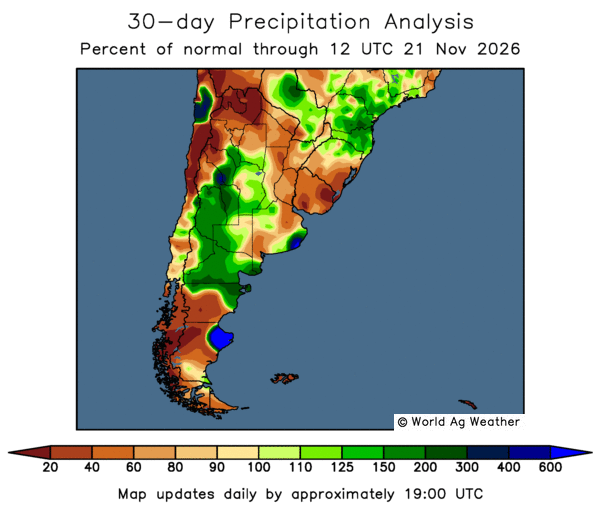 30-day Precipitation Analysis
Percent of normal through 12 UTC 21 Nov 2026
© World Ag Weather
20 40 60 80 90 100 110 125 150 200 300 400 600
Map updates daily by approximately 19:00 UTC